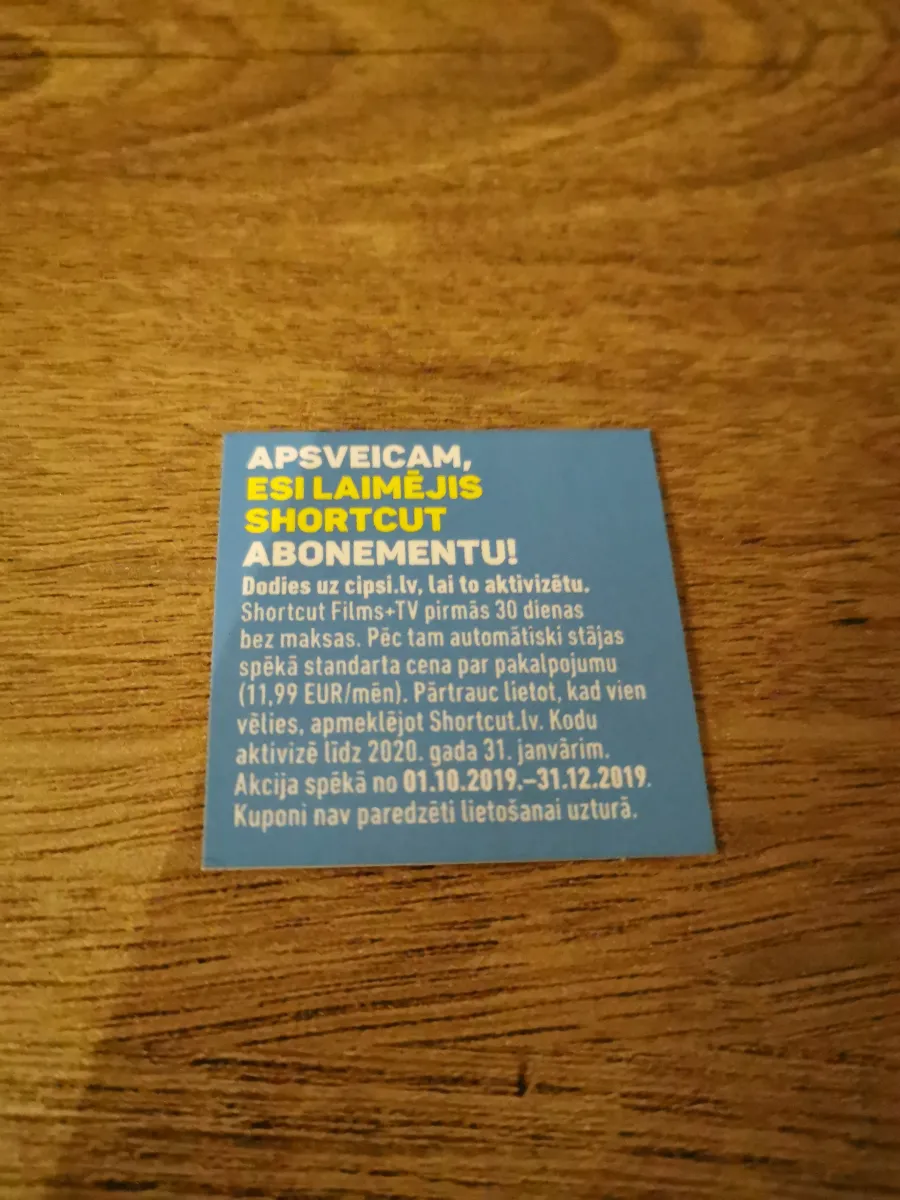 APSVEICAM,
ESI LAIMĒJIS
SHORTCUT
ABONEMENTU!
Dodies uz cipsi.lv, lai to aktivizētu.
Shortcut Films+TV pirmās 30 dienas
bez maksas. Pēc tam automātiski stājas
spēkā standarta cena par pakalpojumu
(11,99 EUR/mēn). Pārtrauc lietot, kad vien
vēlies, apmeklējot Shortcut.lv. Kodu
aktivizē līdz 2020. gada 31. janvārim.
Akcija spēkā no 01.10.2019.–31.12.2019.
Kuponi nav paredzēti lietošanai uzturā.